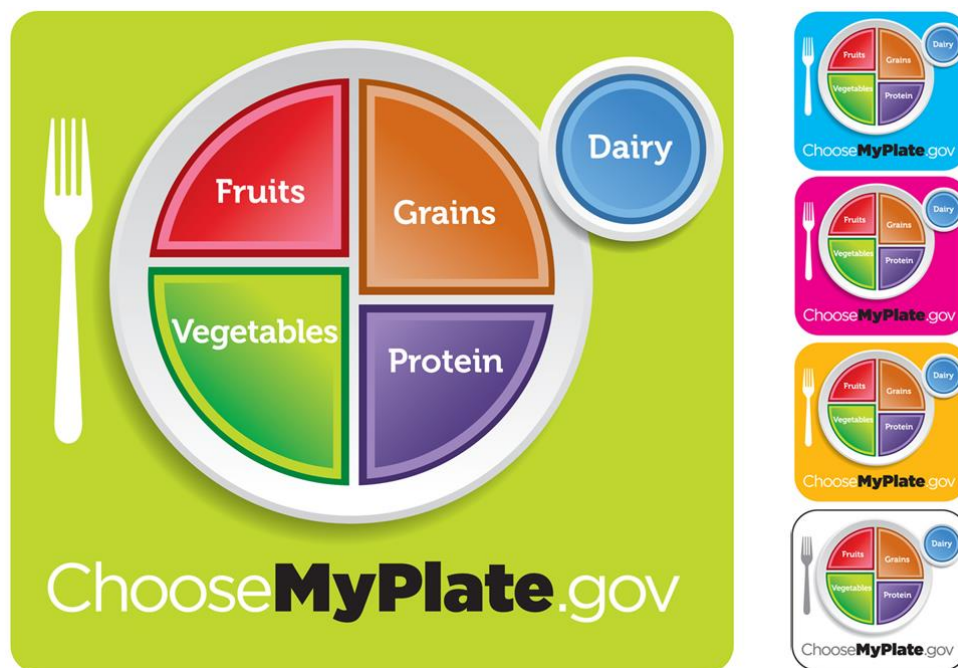 Fruits
Grains
Dairy
Vegetables
Protein
ChooseMyPlate.gov
Fruits
Grains
Dairy
Vegetables
Protein
ChooseMyPlate.gov
Fruits
Grains
Dairy
Vegetables
Protein
ChooseMyPlate.gov
Fruits
Grains
Dairy
Vegetables
Protein
ChooseMyPlate.gov
Fruits
Grains
Dairy
Vegetables
Protein
ChooseMyPlate.gov